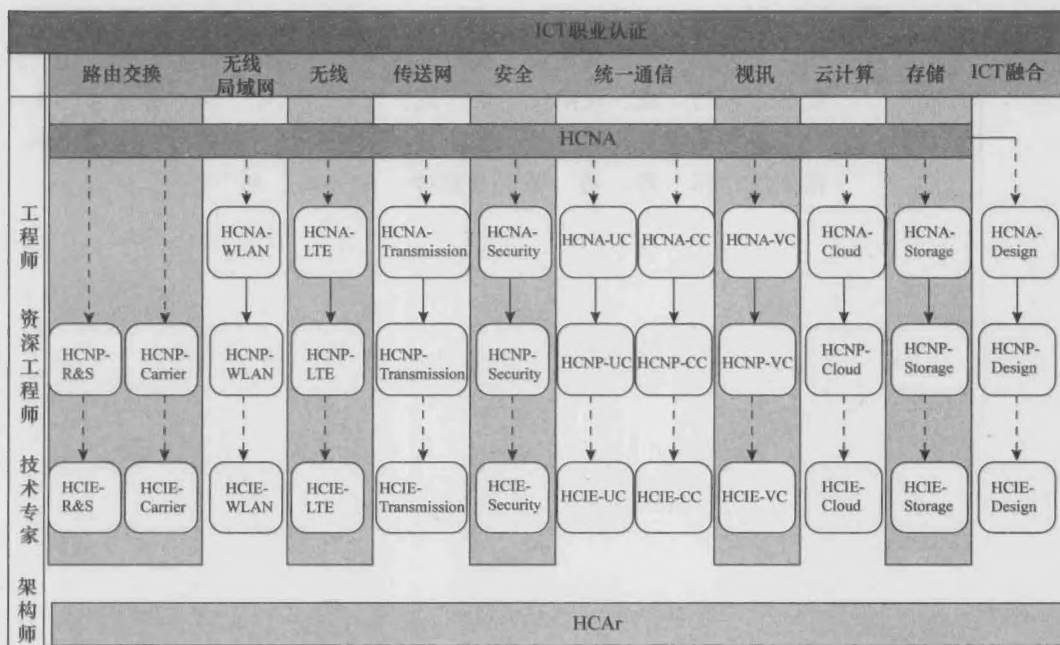 ICT职业认证
路由交换 无线局域网 无线 传送网 安全 统一通信 视讯 云计算 存储 ICT融合
HCNA
工程师
HCNA-WLAN
HCNA-LTE
HCNA-Transmission
HCNA-Security
HCNA-UC
HCNA-CC
HCNA-VC
HCNA-Cloud
HCNA-Storage
HCNA-Design
资深工程师
HCNP-R&S
HCNP-Carrier
HCNP-WLAN
HCNP-LTE
HCNP-Transmission
HCNP-Security
HCNP-UC
HCNP-CC
HCNP-VC
HCNP-Cloud
HCNP-Storage
HCNP-Design
技术专家
HCIE-R&S
HCIE-Carrier
HCIE-WLAN
HCIE-LTE
HCIE-Transmission
HCIE-Security
HCIE-UC
HCIE-CC
HCIE-VC
HCIE-Cloud
HCIE-Storage
HCIE-Design
架构师
HCAr